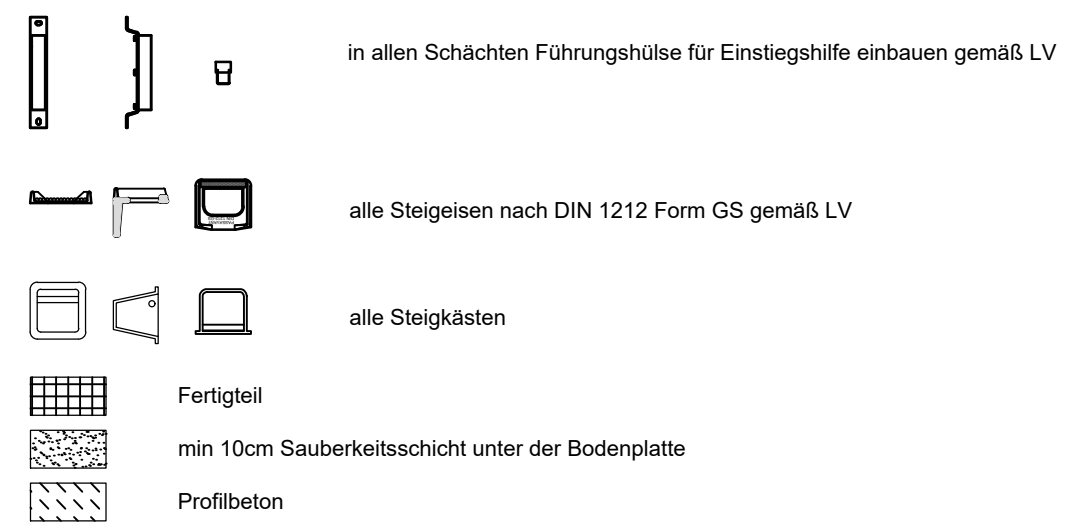 in allen Schächten Führungshülse für Einstiegshilfe einbauen gemäß LV
alle Steigeisen nach DIN 1212 Form GS gemäß LV
alle Steigkästen
Fertigteil
min 10cm Sauberkeitsschicht unter der Bodenplatte
Profilbeton